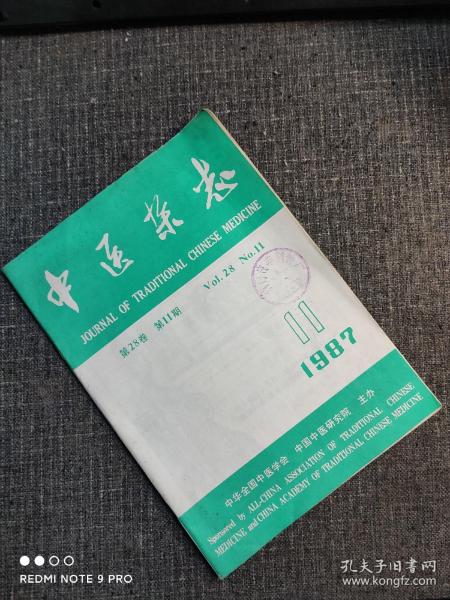 中医杂志
JOURNAL OF TRADITIONAL CHINESE MEDICINE
第28卷 第11期 Vol.28 No.11
11
1987
中华全国中医学会 中国中医研究院 主办
Sponsored by ALL-CHINA ASSOCIATION OF TRADITIONAL CHINESE
MEDICINE and CHINA ACADEMY OF TRADITIONAL CHINESE MEDICINE
REDMI NOTE 9 PRO
孔夫子旧书网
www.kongfz.com